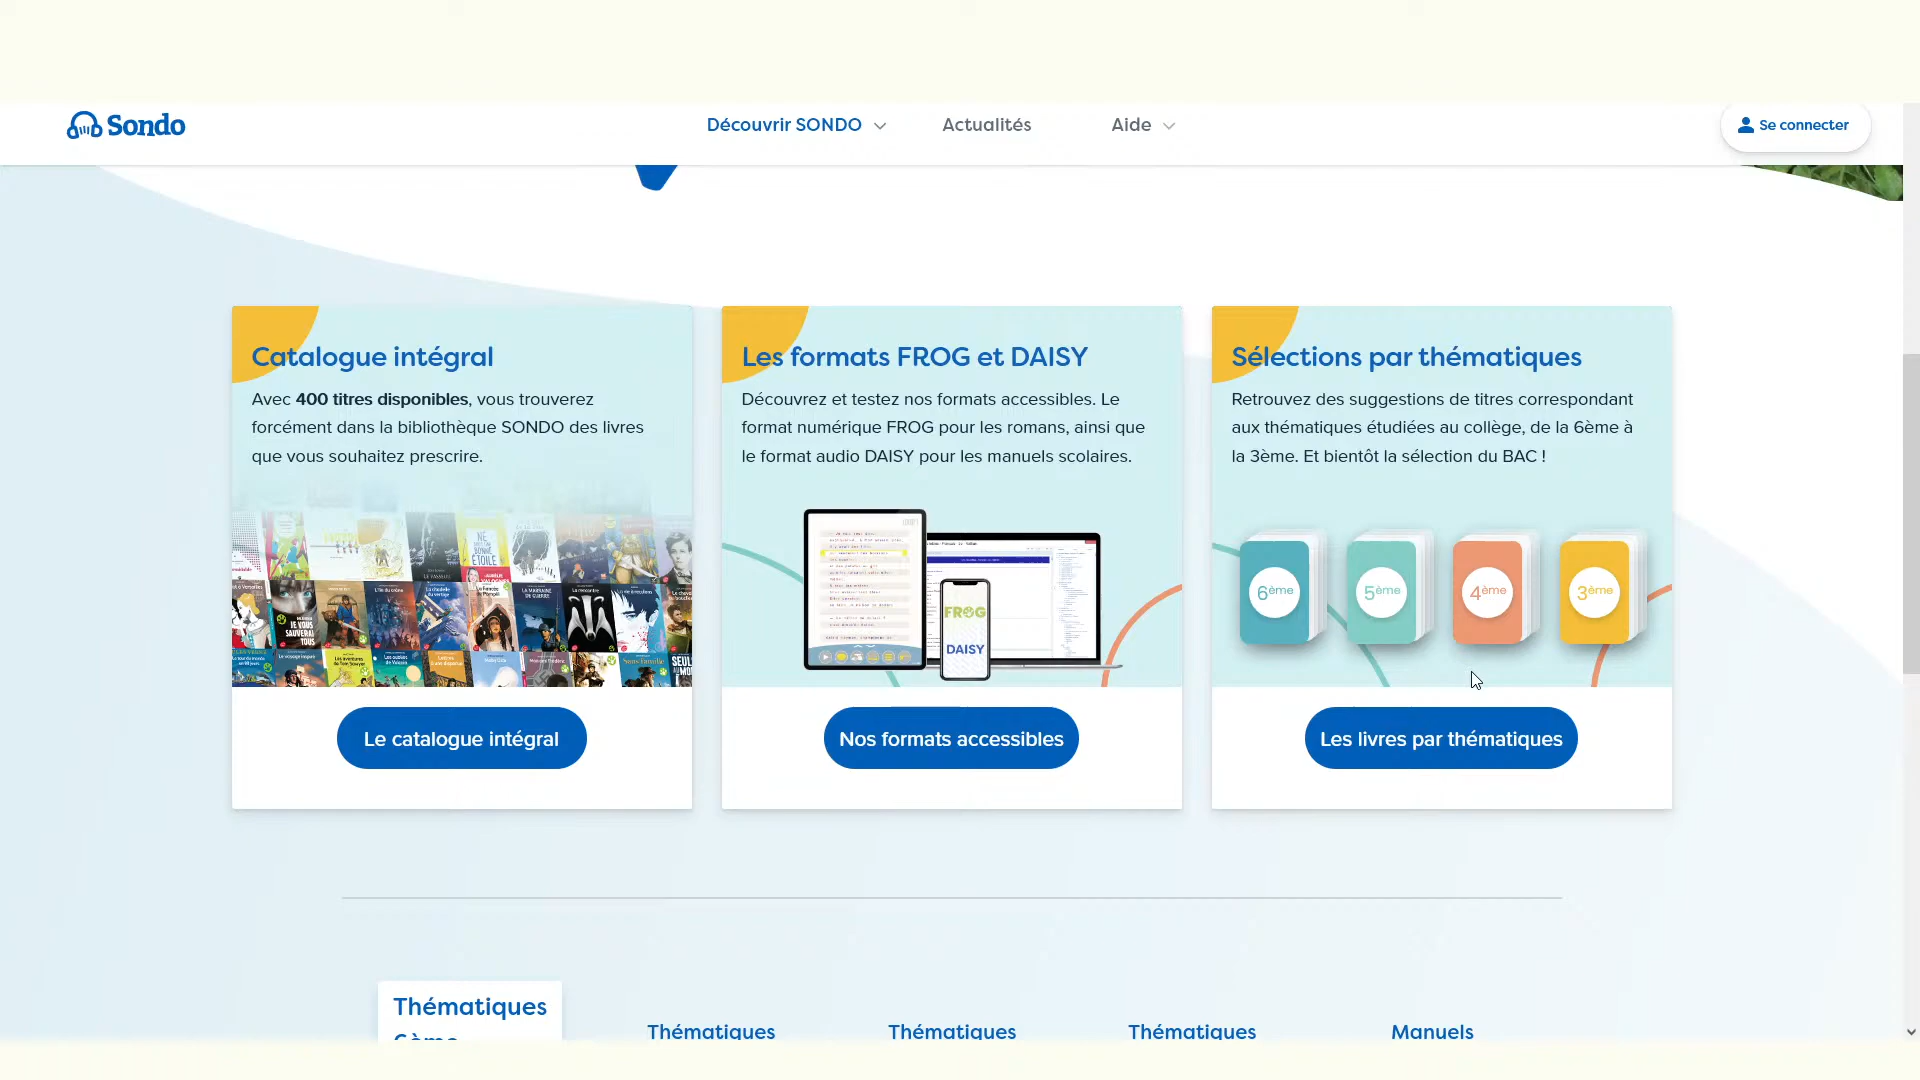 Sondo
Découvrir SONDO
Actualités
Aide
Se connecter
Catalogue intégral
Avec 400 titres disponibles, vous trouverez
forcément dans la bibliothèque SONDO des livres
que vous souhaitez prescrire.
Le catalogue intégral
Les formats FROG et DAISY
Découvrez et testez nos formats accessibles. Le
format numérique FROG pour les romans, ainsi que
le format audio DAISY pour les manuels scolaires.
FROG
DAISY
Nos formats accessibles
Sélections par thématiques
Retrouvez des suggestions de titres correspondant
aux thématiques étudiées au collège, de la 6ème à
la 3ème. Et bientôt la sélection du BAC !
6ème
5ème
4ème
3ème
Les livres par thématiques
Thématiques
6ème
Thématiques
Thématiques
Thématiques
Manuels